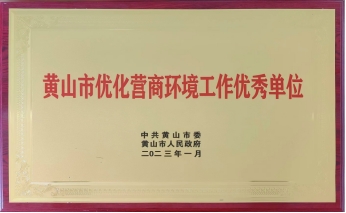 黄山市优化营商环境工作优秀单位
中共黄山市委
黄山市人民政府
二〇二三年一月